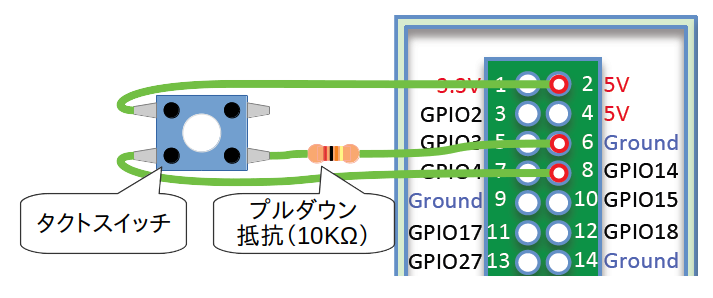 3.3V 1 2 5V
GPIO2 3 4 5V
GPIO3 5 6 Ground
GPIO4 7 8 GPIO14
Ground 9 10 GPIO15
GPIO17 11 12 GPIO18
GPIO27 13 14 Ground
タクトスイッチ
プルダウン
抵抗（10KΩ）